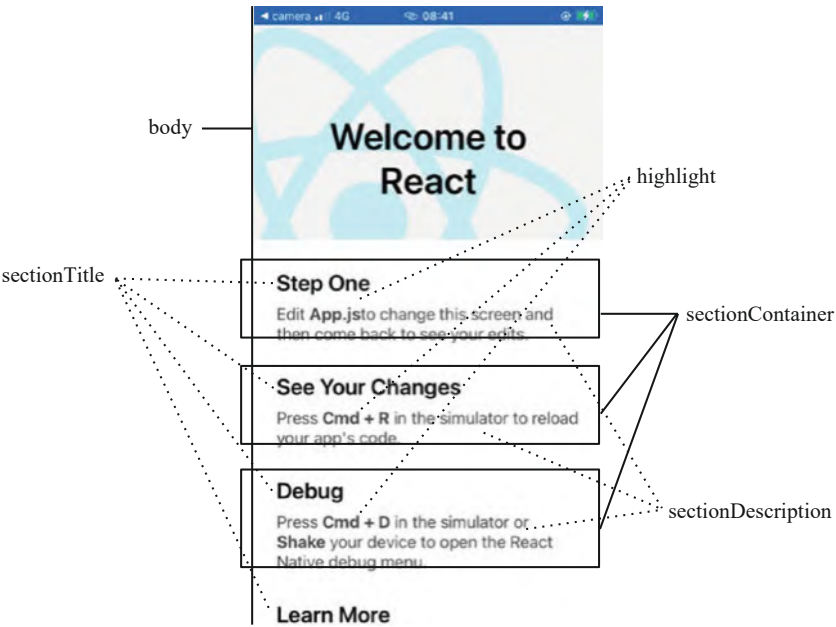 camera 4G 08:41
body
Welcome to
React
highlight
sectionTitle
Step One
Edit App.jsto change this screen and
then come back to see your edits.
sectionContainer
See Your Changes
Press Cmd + R in the simulator to reload
your app's code.
Debug
Press Cmd + D in the simulator or
Shake your device to open the React
Native debug menu.
sectionDescription
Learn More